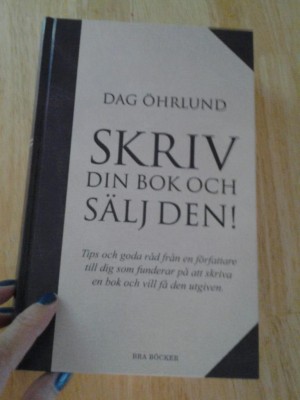 DAG ÖHRLUND
SKRIV
DIN BOK OCH
SÄLJ DEN!
Tips och goda råd från en författare
till dig som funderar på att skriva
en bok och vill få den utgiven.
BRA BÖCKER